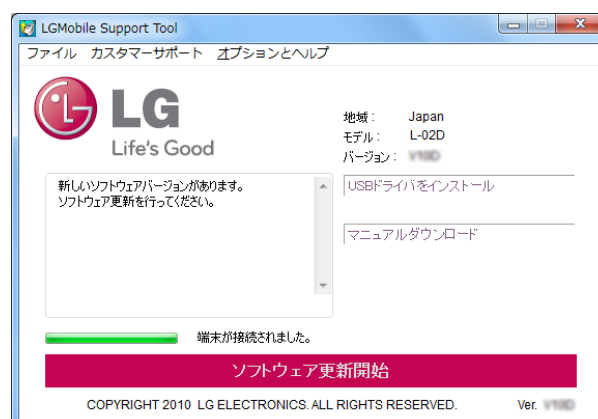 LGMobile Support Tool
ファイル カスタマーサポート オプションとヘルプ
LG
Life's Good
地域： Japan
モデル： L-02D
バージョン：
新しいソフトウェアバージョンがあります。
ソフトウェア更新を行ってください。
USBドライバをインストール
マニュアルダウンロード
端末が接続されました。
ソフトウェア更新開始
COPYRIGHT 2010 LG ELECTRONICS. ALL RIGHTS RESERVED. Ver.